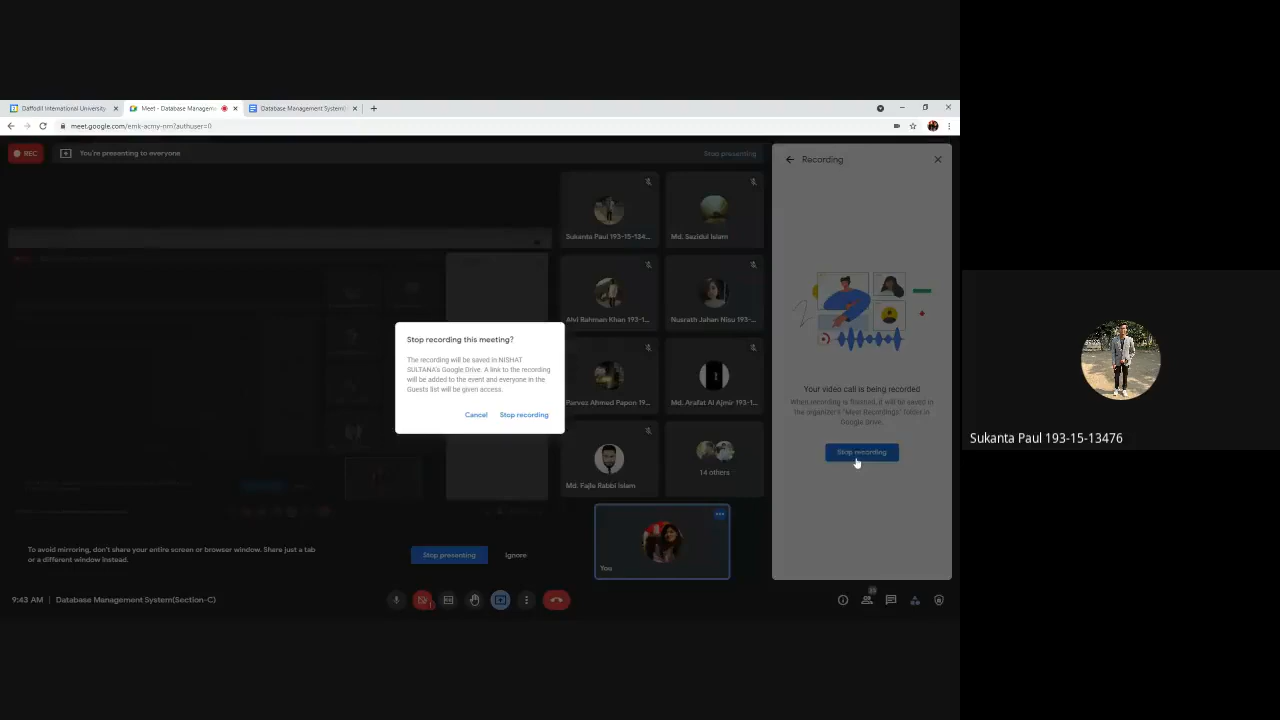 Daffodil International University
Meet - Database Managem
Database Management System(
meet.google.com/emk-acmy-nrn?authuser=0
REC
You're presenting to everyone
Stop presenting
Recording
Sukanta Paul 193-15-134...
Md. Sazidul Islam
Alvi Rahman Khan 193-1...
Nusrath Jahan Nisu 193-...
Parvez Ahmed Papon 19...
Md. Arafat Al Ajmir 193-1...
Md. Fajle Rabbi Islam
14 others
You
Stop recording this meeting?
The recording will be saved in NISHAT
SULTANA's Google Drive. A link to the recording
will be added to the event and everyone in the
Guests list will be given access.
Cancel
Stop recording
Your video call is being recorded
When recording is finished, it will be saved in
the organizer's "Meet Recordings" folder in
Google drive.
Stop recording
To avoid mirroring, don't share your entire screen or browser window. Share just a tab
or a different window instead.
Stop presenting
Ignore
9:43 AM | Database Management System(Section-C)
Sukanta Paul 193-15-13476